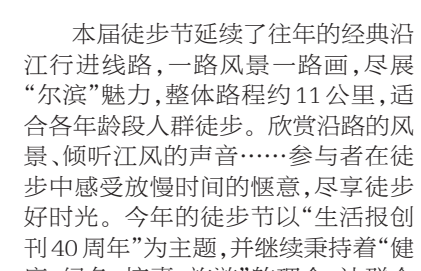 本届徒步节延续了往年的经典沿
江行进线路,一路风景一路画,尽展
“尔滨”魅力,整体路程约11公里,适
合各年龄段人群徒步。欣赏沿路的风
景、倾听江风的声音……参与者在徒
步中感受放慢时间的惬意,尽享徒步
好时光。今年的徒步节以“生活报创
刊40周年”为主题,并继续秉持着“健